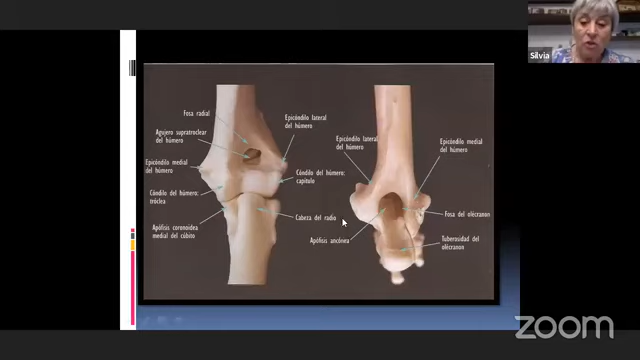 Silvia
Fosa radial
Agujero supratroclear
del húmero
Epicóndilo medial
del húmero
Cóndilo del húmero:
tróclea
Apófisis coronoidea
medial del cúbito
Epicóndilo lateral
del húmero
Cóndilo del húmero:
capítulo
Cabeza del radio
Epicóndilo lateral
del húmero
Apófisis ancónea
Epicóndilo medial
del húmero
Fosa del olécranon
Tuberosidad del
olécranon
zoom